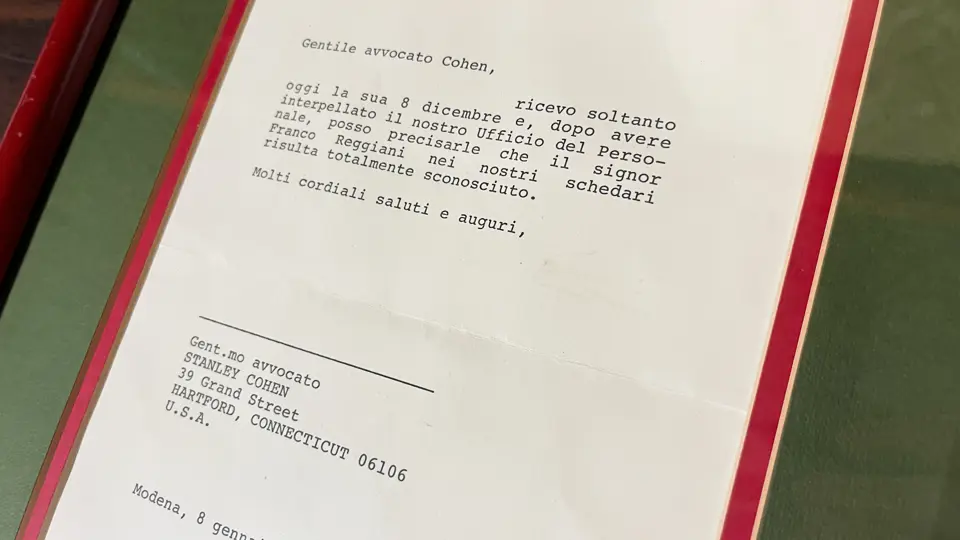 Gentile avvocato Cohen,
ricevo soltanto
oggi la sua 8 dicembre e, dopo avere
interpellato il nostro Ufficio del Perso-
nale, posso precisarle che il signor
Franco Reggiani nei nostri schedari
risulta totalmente sconosciuto.
Molti cordiali saluti e auguri,
Gent.mo avvocato
STANLEY COHEN
39 Grand Street
HARTFORD, CONNECTICUT 06106
U.S.A.
Modena, 8